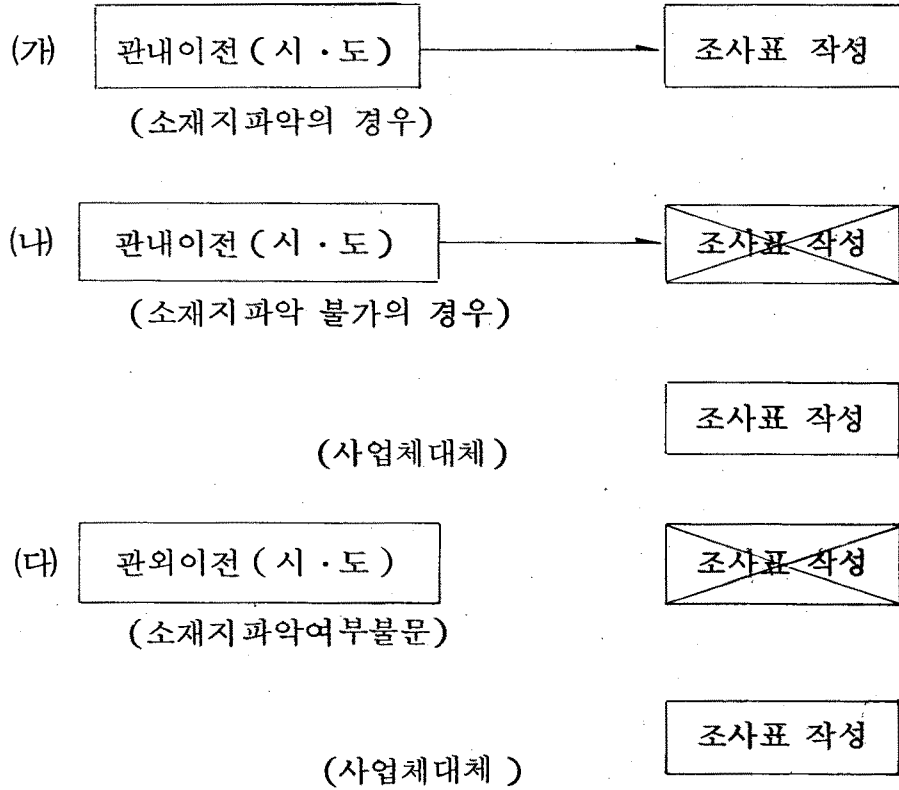 (가) 관내이전 ( 시 · 도 ) 조사표 작성
(소재지파악의 경우)
(나) 관내이전 ( 시 · 도 ) 조사표 작성
(소재지파악 불가의 경우)
조사표 작성
(사업체대체 )
(다) 관외이전 ( 시 · 도 ) 조사표 작성
(소재지파악여부불문)
조사표 작성
(사업체대체 )